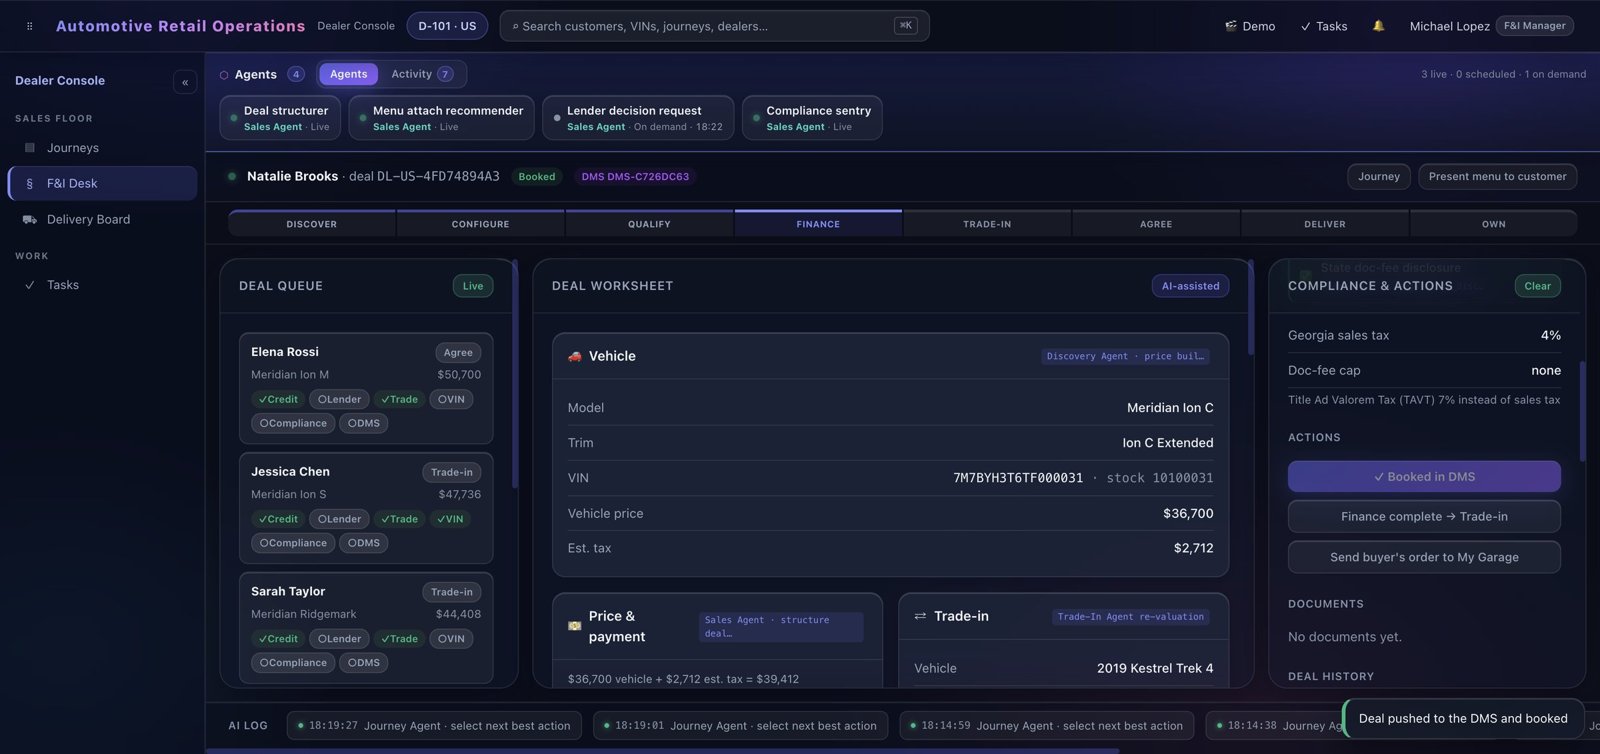 Automotive Retail Operations
Dealer Console
D-101 · US
Search customers, VINs, journeys, dealers...
⌘K
Demo
✓ Tasks
Michael Lopez
F&I Manager
Dealer Console
«
SALES FLOOR
Journeys
§ F&I Desk
Delivery Board
WORK
✓ Tasks
Agents 4
Agents
Activity 7
3 live · 0 scheduled · 1 on demand
Deal structurer
Sales Agent · Live
Menu attach recommender
Sales Agent · Live
Lender decision request
Sales Agent · On demand · 18:22
Compliance sentry
Sales Agent · Live
Natalie Brooks · deal DL-US-4FD74894A3
Booked
DMS DMS-C726DC63
Journey
Present menu to customer
DISCOVER
CONFIGURE
QUALIFY
FINANCE
TRADE-IN
AGREE
DELIVER
OWN
DEAL QUEUE
Live
Elena Rossi
Agree
Meridian Ion M
$50,700
✓Credit ○Lender ✓Trade ○VIN
○Compliance ○DMS
Jessica Chen
Trade-in
Meridian Ion S
$47,736
✓Credit ○Lender ✓Trade ✓VIN
○Compliance ○DMS
Sarah Taylor
Trade-in
Meridian Ridgemark
$44,408
✓Credit ○Lender ✓Trade ○VIN
○Compliance ○DMS
DEAL WORKSHEET
AI-assisted
Vehicle
Discovery Agent · price buil…
Model
Meridian Ion C
Trim
Ion C Extended
VIN
7M7BYH3T6TF000031 · stock 10100031
Vehicle price
$36,700
Est. tax
$2,712
Price &
payment
Sales Agent · structure
deal…
$36,700 vehicle + $2,712 est. tax = $39,412
Trade-in
Trade-In Agent re-valuation
Vehicle
2019 Kestrel Trek 4
State doc-fee disclosure
COMPLIANCE & ACTIONS
Clear
Georgia sales tax
4%
Doc-fee cap
none
Title Ad Valorem Tax (TAVT) 7% instead of sales tax
ACTIONS
✓ Booked in DMS
Finance complete → Trade-in
Send buyer's order to My Garage
DOCUMENTS
No documents yet.
DEAL HISTORY
AI LOG
18:19:27 Journey Agent · select next best action
18:19:01 Journey Agent · select next best action
18:14:59 Journey Agent · select next best action
18:14:38 Journey
Deal pushed to the DMS and booked